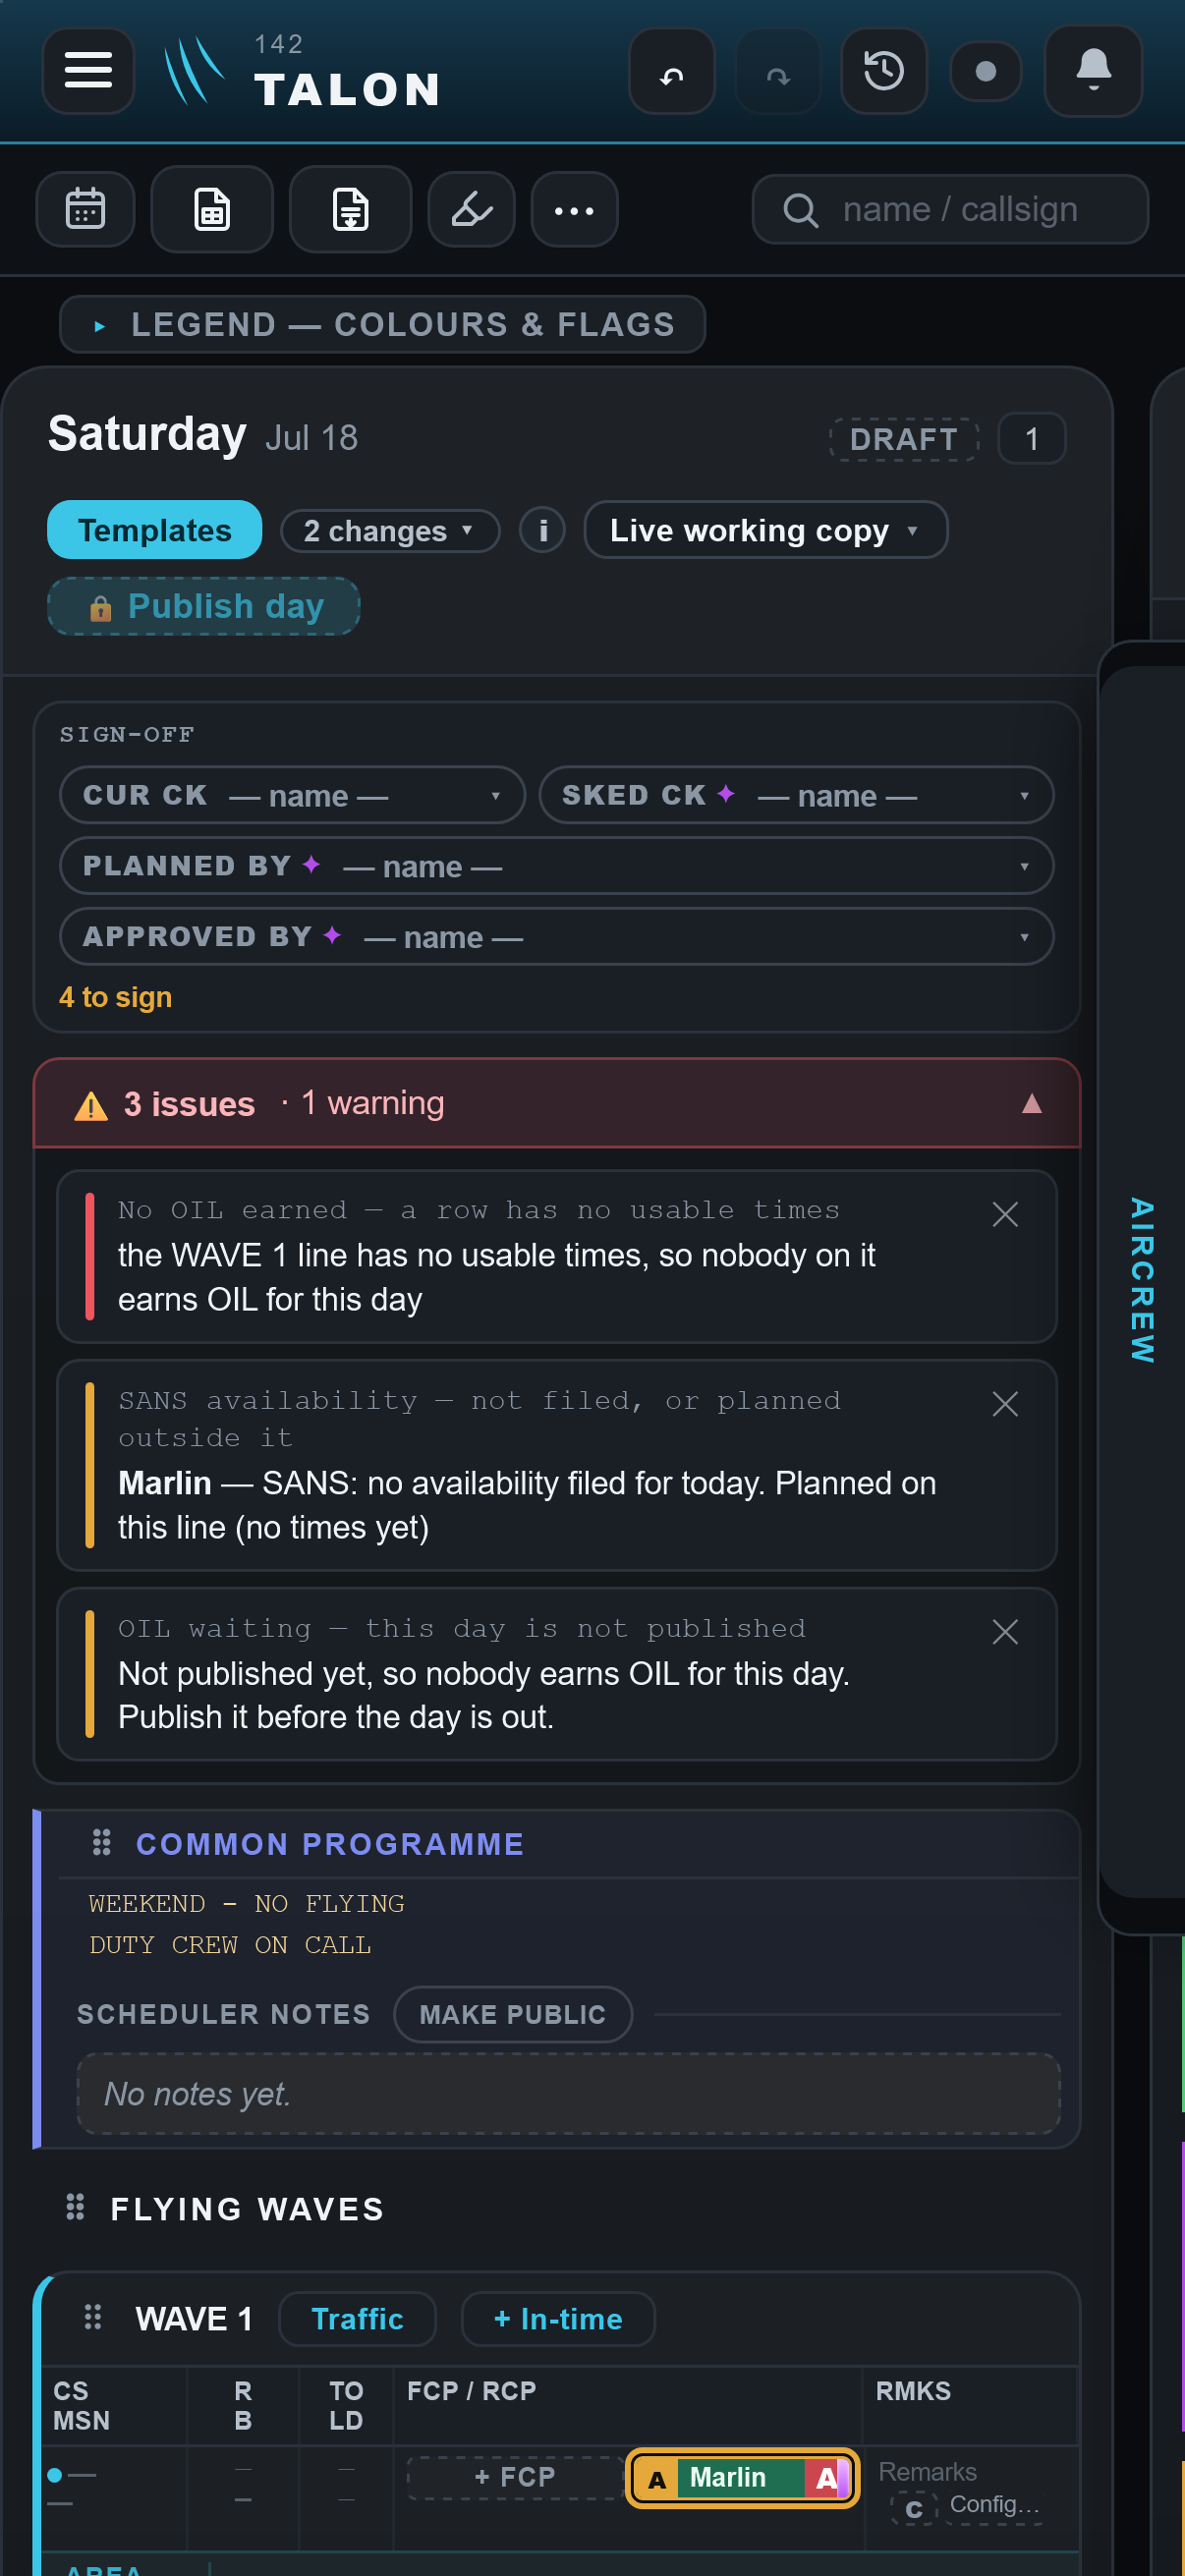 142
TALON
name / callsign
▸ LEGEND — COLOURS & FLAGS
Saturday Jul 18 DRAFT 1
Templates 2 changes ▾ i Live working copy ▾
Publish day
SIGN-OFF
CUR CK — name — ▾ SKED CK ✦ — name — ▾
PLANNED BY ✦ — name — ▾
APPROVED BY ✦ — name — ▾
4 to sign
⚠ 3 issues · 1 warning ▲
No OIL earned — a row has no usable times
the WAVE 1 line has no usable times, so nobody on it
earns OIL for this day
SANS availability — not filed, or planned
outside it
Marlin — SANS: no availability filed for today. Planned on
this line (no times yet)
OIL waiting — this day is not published
Not published yet, so nobody earns OIL for this day.
Publish it before the day is out.
AIRCREW
COMMON PROGRAMME
WEEKEND - NO FLYING
DUTY CREW ON CALL
SCHEDULER NOTES MAKE PUBLIC
No notes yet.
FLYING WAVES
WAVE 1 Traffic + In-time
CS R TO FCP / RCP RMKS
MSN B LD
— — — + FCP A Marlin A Remarks
— — — C Config…
AREA